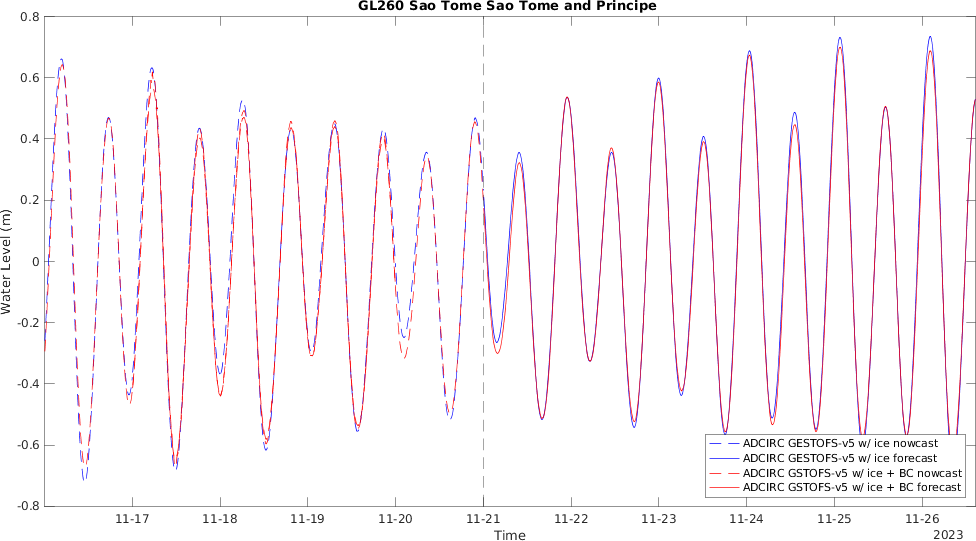 GL260 Sao Tome Sao Tome and Principe
0.8
0.6
0.4
0.2
0
-0.2
-0.4
-0.6
-0.8
Water Level (m)
ADCIRC GESTOFS-v5 w/ ice nowcast
ADCIRC GESTOFS-v5 w/ ice forecast
ADCIRC GSTOFS-v5 w/ ice + BC nowcast
ADCIRC GSTOFS-v5 w/ ice + BC forecast
11-17 11-18 11-19 11-20 11-21 11-22 11-23 11-24 11-25 11-26
Time
2023